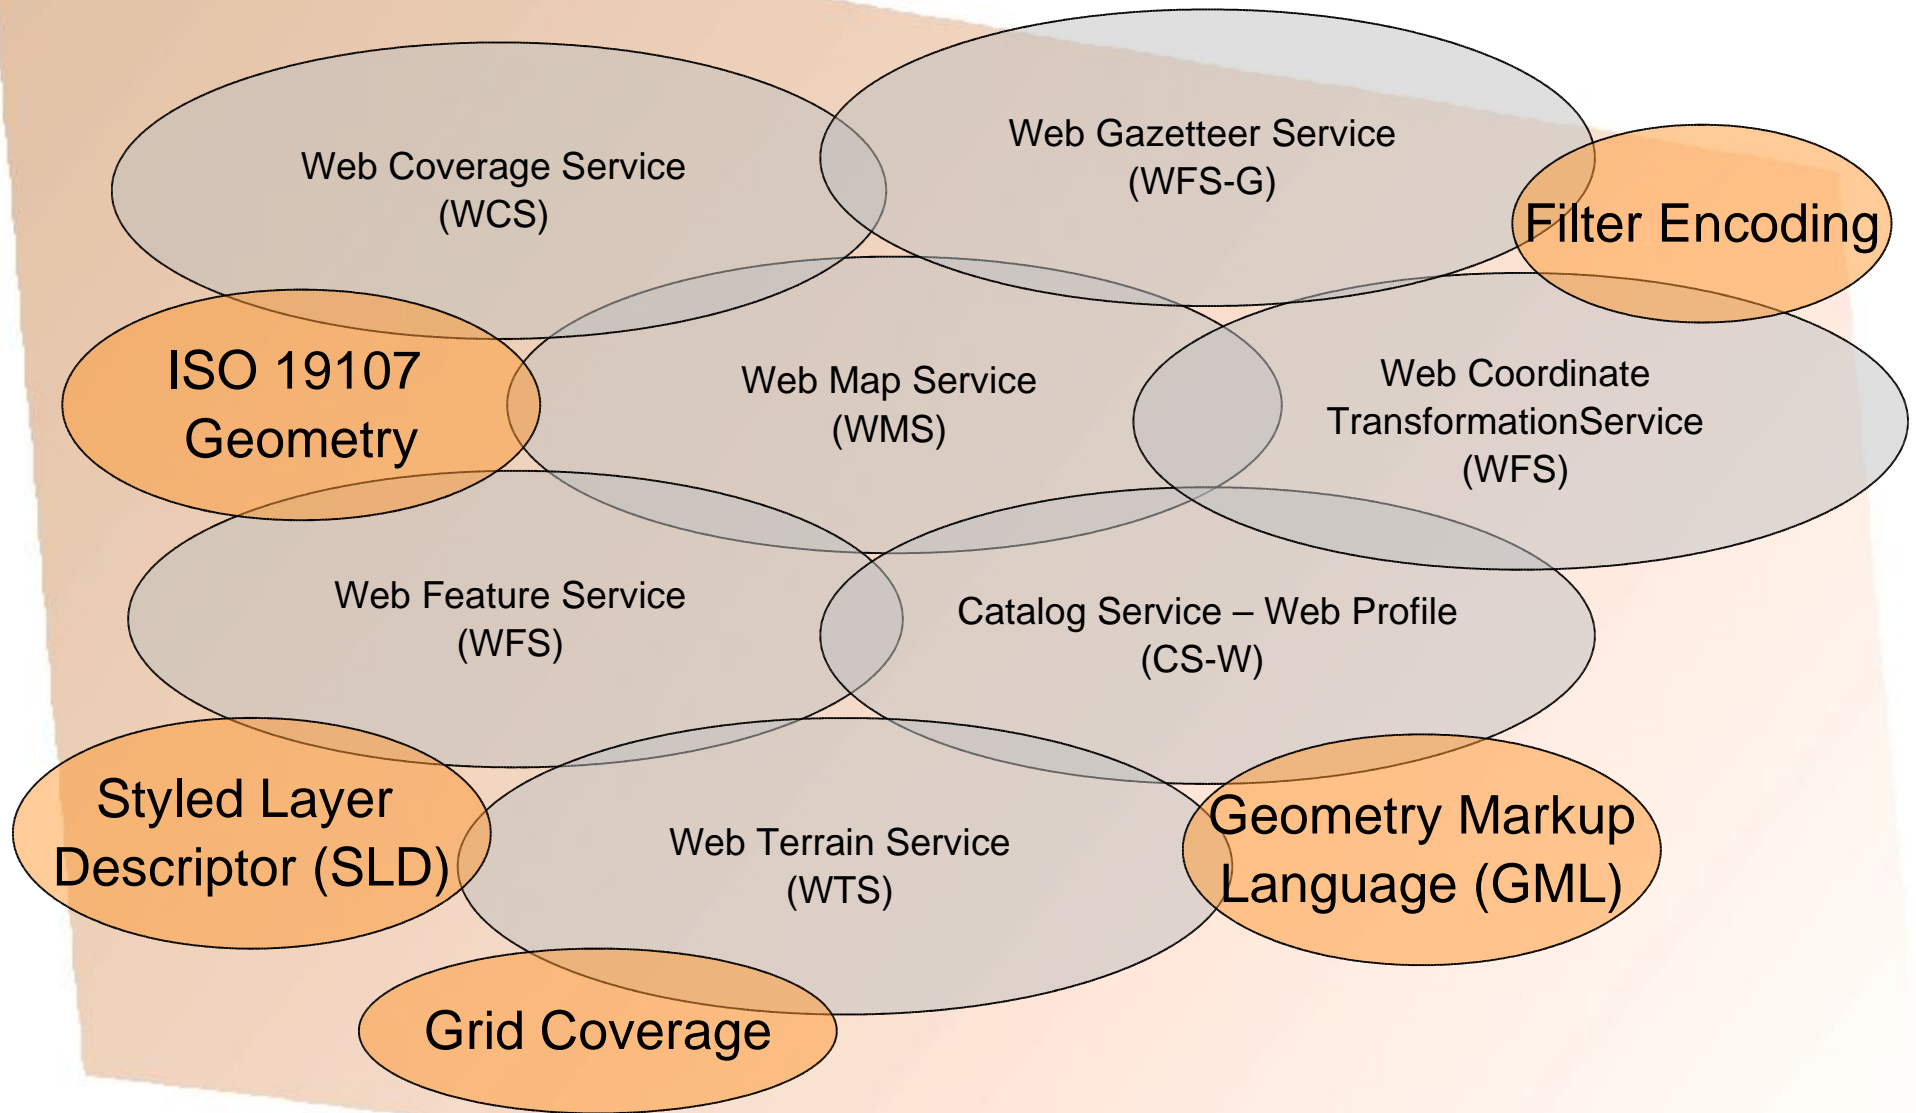 Web Coverage Service
(WCS)
Web Gazetteer Service
(WFS-G)
Filter Encoding
ISO 19107
Geometry
Web Map Service
(WMS)
Web Coordinate
TransformationService
(WFS)
Web Feature Service
(WFS)
Catalog Service – Web Profile
(CS-W)
Styled Layer
Descriptor (SLD)
Web Terrain Service
(WTS)
Geometry Markup
Language (GML)
Grid Coverage